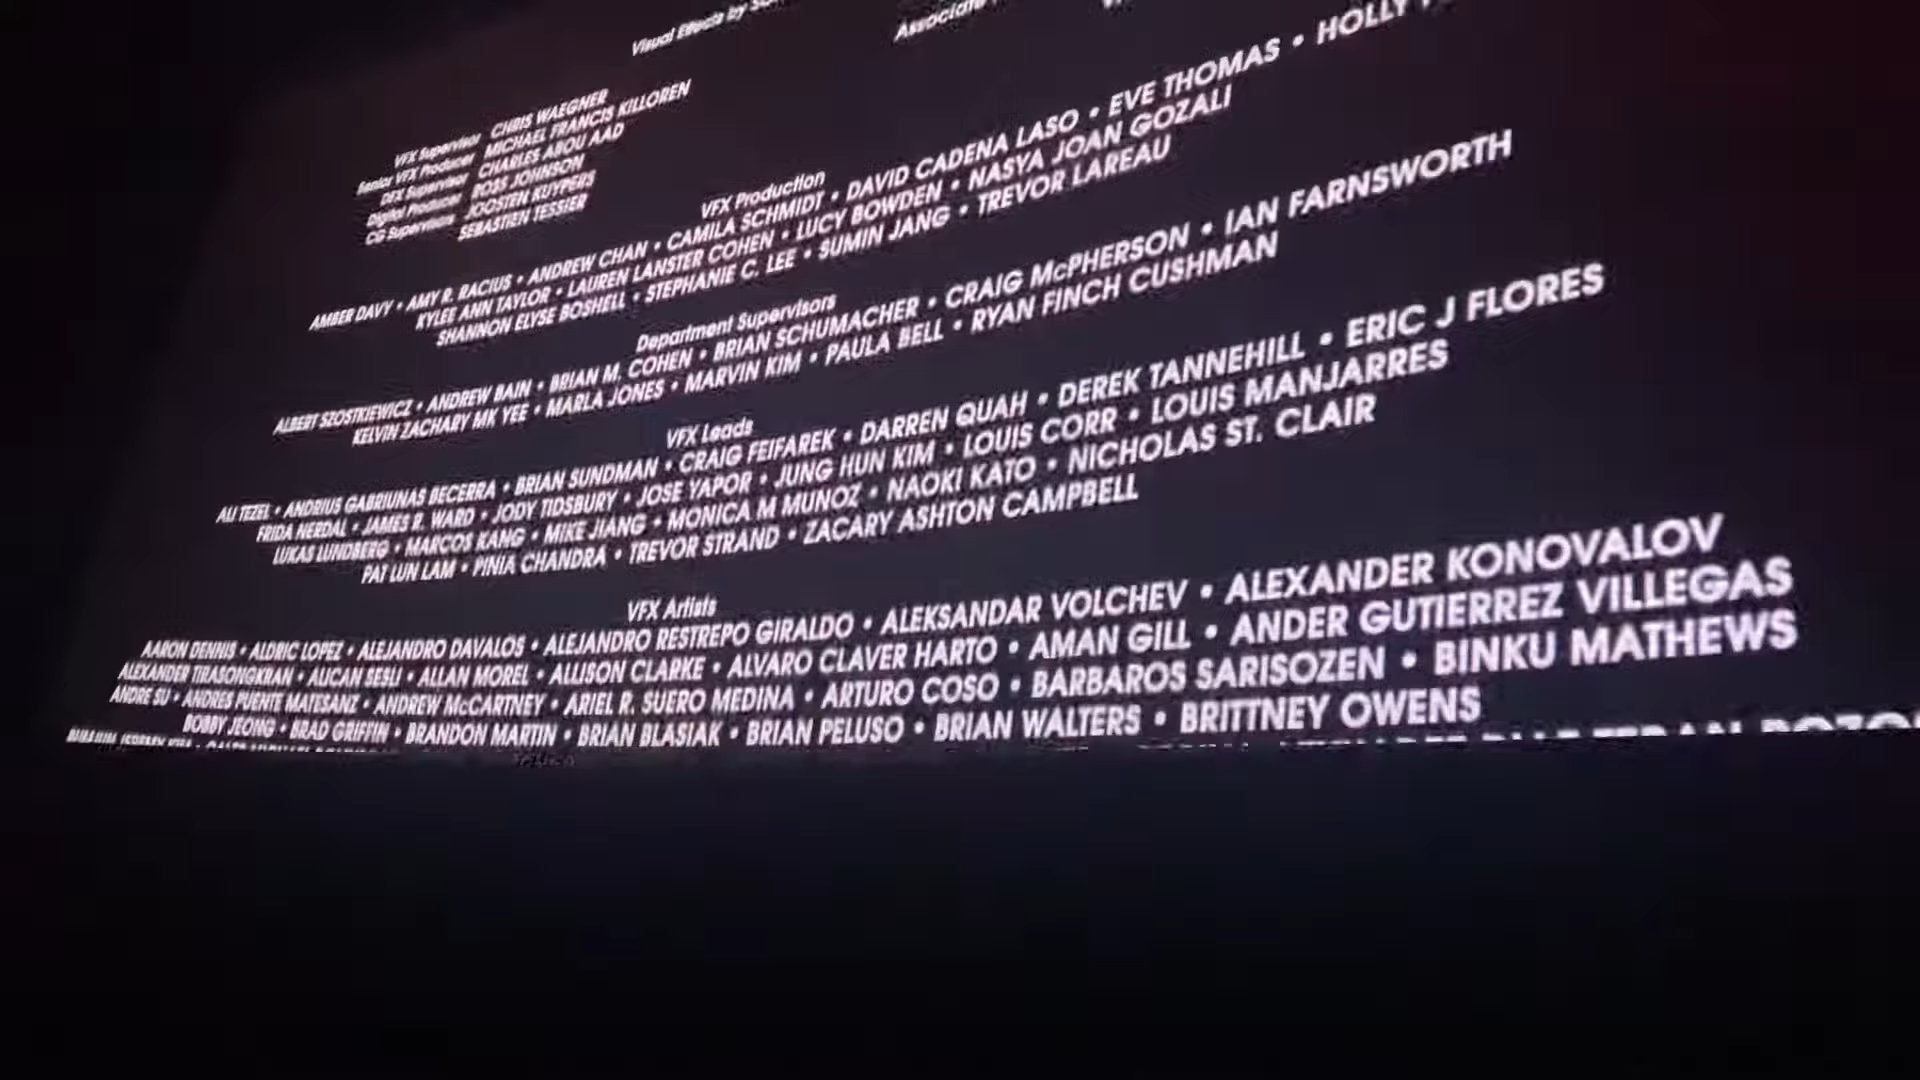 Visual Effects by
Associate
VFX Supervisor CHRIS WAEGNER
Senior VFX Producer MICHAEL FRANCIS KILLOREN
DFX Supervisor CHARLES ABOU AAD
Digital Producer ROSS JOHNSON
CG Supervisors JOOSTEN KUYPERS
SEBASTIEN TESSIER
VFX Production
AMBER DAVY • AMY R. RACIUS • ANDREW CHAN • CAMILA SCHMIDT • DAVID CADENA LASO • EVE THOMAS • HOLLY
KYLEE ANN TAYLOR • LAUREN LANSTER COHEN • LUCY BOWDEN • NASYA JOAN GOZALI
SHANNON ELYSE BOSHELL • STEPHANIE C. LEE • SUMIN JANG • TREVOR LAREAU
Department Supervisors
ALBERT SZOSTKIEWICZ • ANDREW BAIN • BRIAN M. COHEN • BRIAN SCHUMACHER • CRAIG McPHERSON • IAN FARNSWORTH
KELVIN ZACHARY MK YEE • MARLA JONES • MARVIN KIM • PAULA BELL • RYAN FINCH CUSHMAN
VFX Leads
ALI TEZEL • ANDRIUS GABRIUNAS BECERRA • BRIAN SUNDMAN • CRAIG FEIFAREK • DARREN QUAH • DEREK TANNEHILL • ERIC J FLORES
FRIDA NERDAL • JAMES R. WARD • JODY TIDSBURY • JOSE YAPOR • JUNG HUN KIM • LOUIS CORR • LOUIS MANJARRES
LUKAS LUNDBERG • MARCOS KANG • MIKE JIANG • MONICA M MUNOZ • NAOKI KATO • NICHOLAS ST. CLAIR
PAT LUN LAM • PINIA CHANDRA • TREVOR STRAND • ZACARY ASHTON CAMPBELL
VFX Artists
AARON DENNIS • ALDRIC LOPEZ • ALEJANDRO DAVALOS • ALEJANDRO RESTREPO GIRALDO • ALEKSANDAR VOLCHEV • ALEXANDER KONOVALOV
ALEXANDER TIRASONGKRAN • AUCAN SESLI • ALLAN MOREL • ALLISON CLARKE • ALVARO CLAVER HARTO • AMAN GILL • ANDER GUTIERREZ VILLEGAS
ANDRE SU • ANDRES PUENTE MATESANZ • ANDREW McCARTNEY • ARIEL R. SUERO MEDINA • ARTURO COSO • BARBAROS SARISOZEN • BINKU MATHEWS
BOBBY JEONG • BRAD GRIFFIN • BRANDON MARTIN • BRIAN BLASIAK • BRIAN PELUSO • BRIAN WALTERS • BRITTNEY OWENS